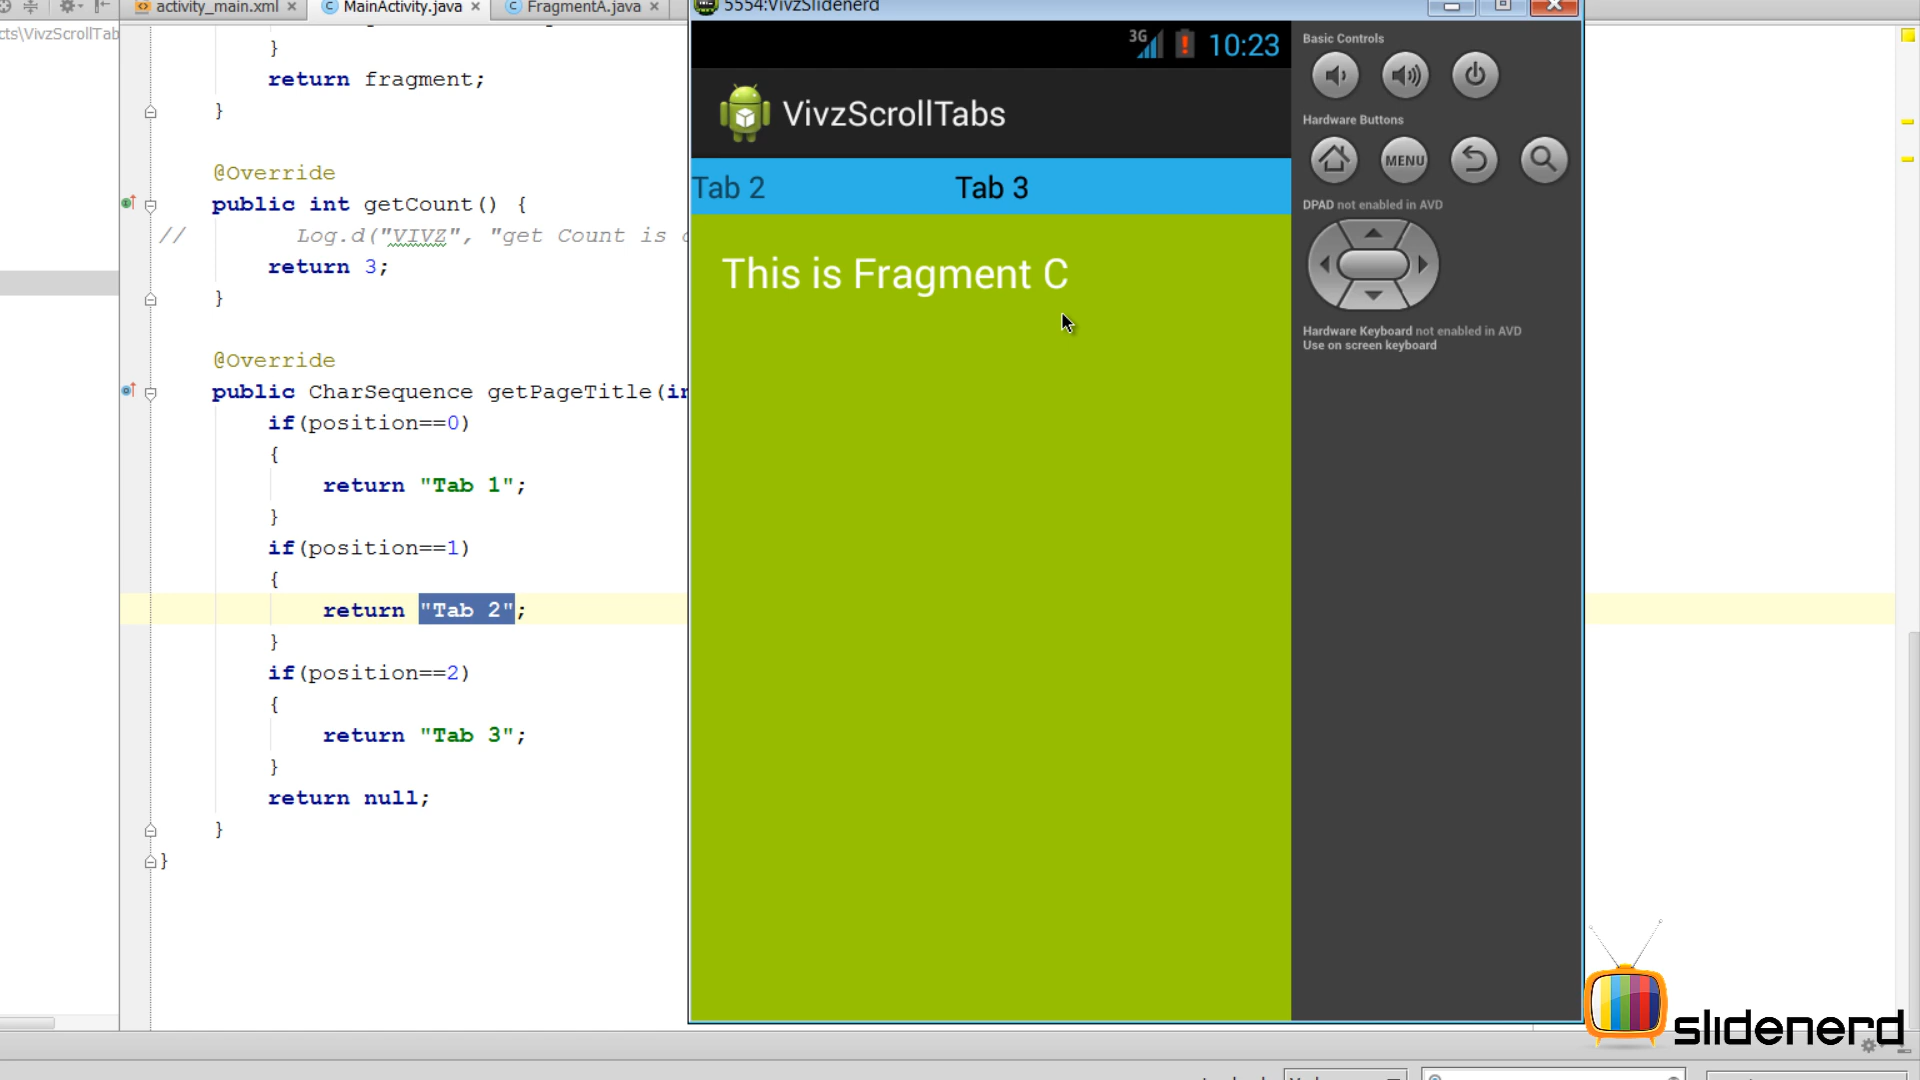 activity_main.xml
MainActivity.java
FragmentA.java
5554:VivzSlidenerd
cts\VivzScrollTab
}
return fragment;
}
@Override
public int getCount() {
// Log.d("VIVZ", "get Count is
return 3;
}
@Override
public CharSequence getPageTitle(in
if(position==0)
{
return "Tab 1";
}
if(position==1)
{
return "Tab 2";
}
if(position==2)
{
return "Tab 3";
}
return null;
}
}
3G
10:23
VivzScrollTabs
Tab 2
Tab 3
This is Fragment C
Basic Controls
Hardware Buttons
MENU
DPAD not enabled in AVD
Hardware Keyboard not enabled in AVD
Use on screen keyboard
slidenerd